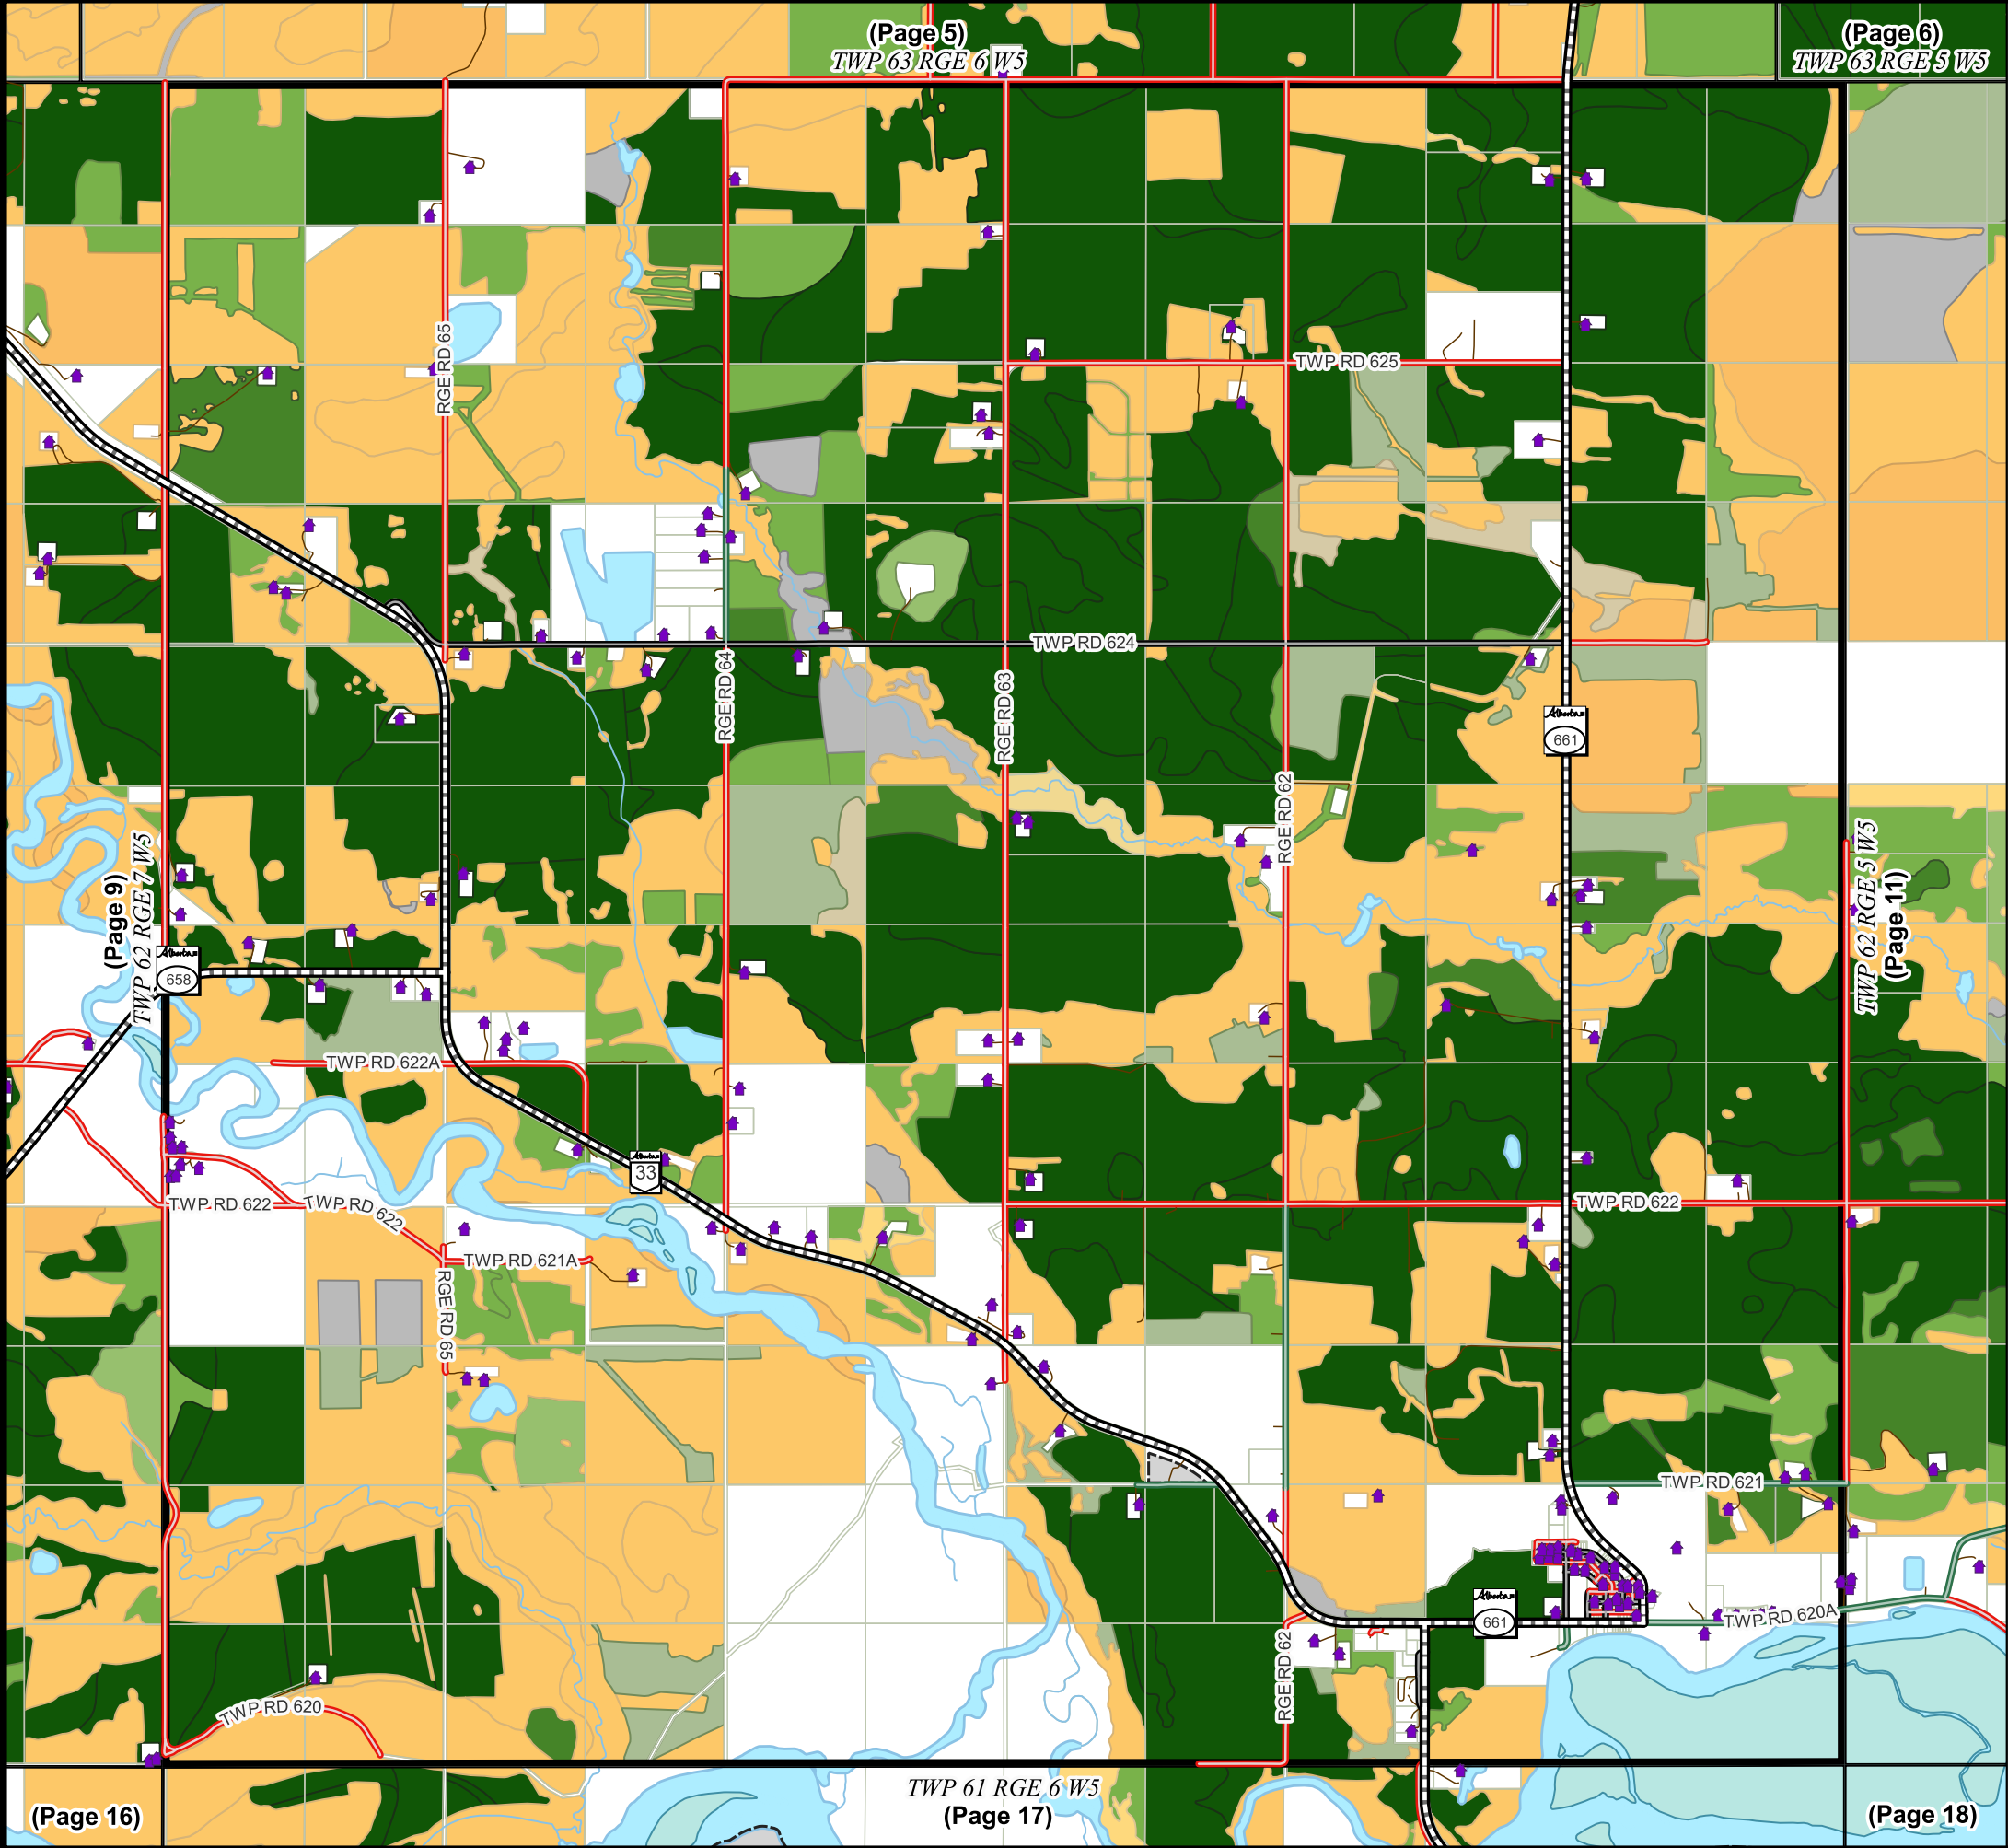 (Page 5)
TWP 63 RGE 6 W5
(Page 6)
TWP 63 RGE 5 W5
RGE RD 65
TWP RD 625
TWP RD 624
RGE RD 64
RGE RD 63
Alberta
661
RGE RD 62
(Page 9)
TWP 62 RGE 7 W5
TWP 62 RGE 5 W5
(Page 11)
Alberta
658
TWP RD 622A
Alberta
33
TWP RD 622
TWP RD 622
TWP RD 622
TWP RD 621A
RGE RD 65
TWP RD 621
Alberta
661
TWP RD 620A
RGE RD 62
TWP RD 620
(Page 16)
TWP 61 RGE 6 W5
(Page 17)
(Page 18)